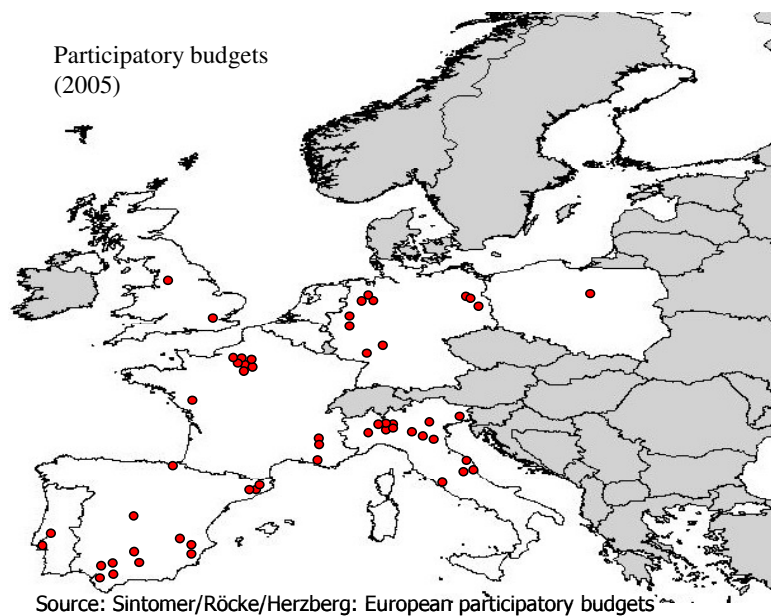 Participatory budgets
(2005)
Source: Sintomer/Röcke/Herzberg: European participatory budgets